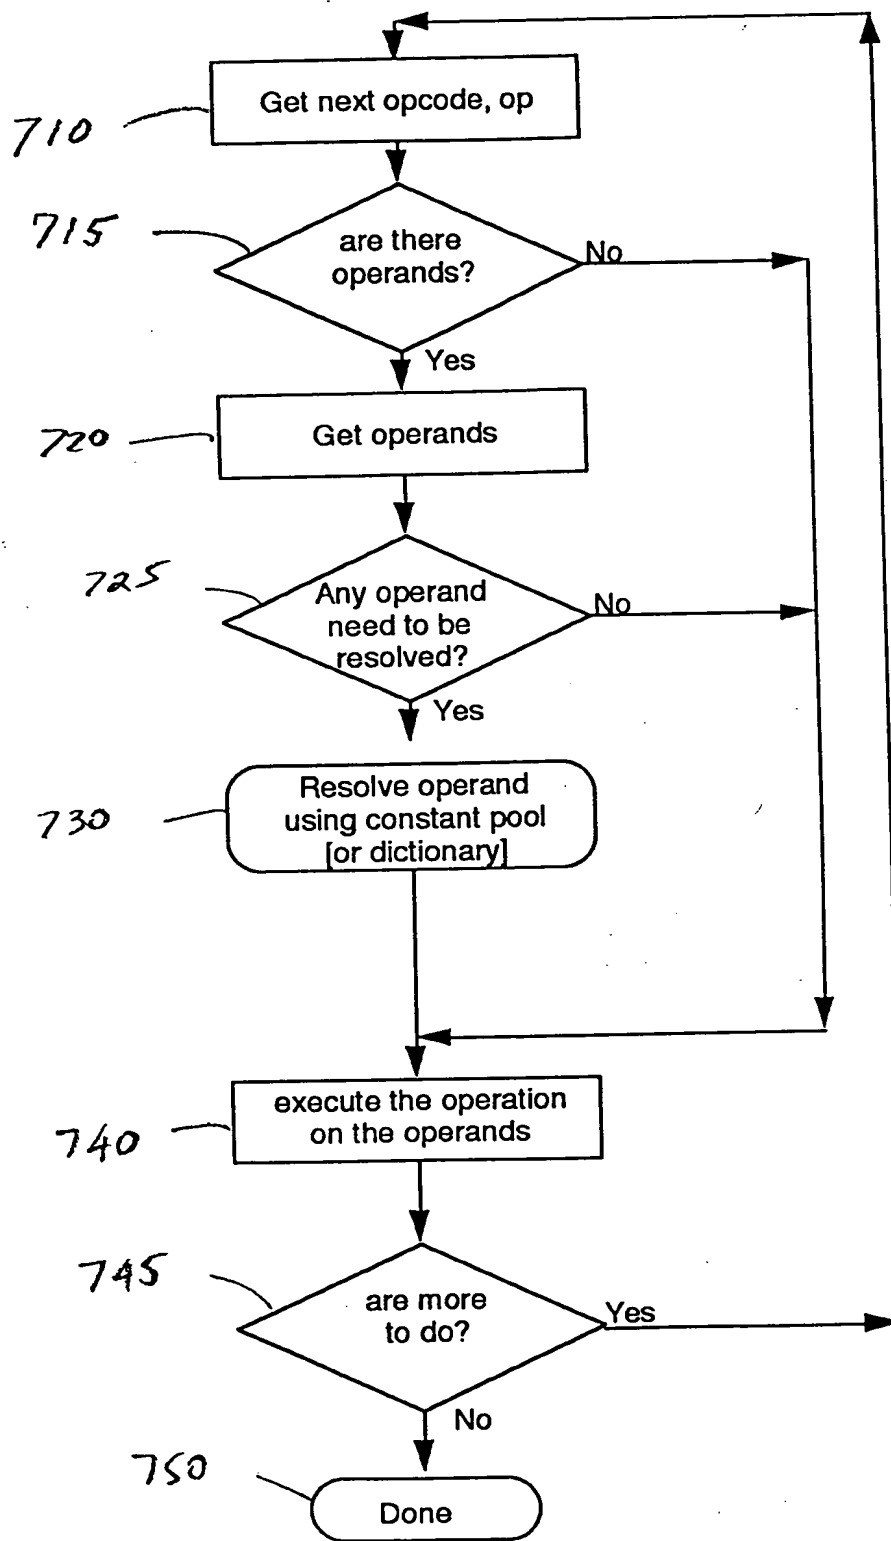 Get next opcode, op
710
715
are there
operands?
No
Yes
720
Get operands
725
Any operand
need to be
resolved?
No
Yes
730
Resolve operand
using constant pool
[or dictionary]
740
execute the operation
on the operands
745
are more
to do?
Yes
No
750
Done